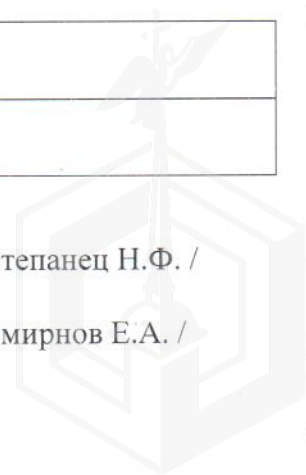 тепанец Н.Ф. /
мирнов Е.А. /